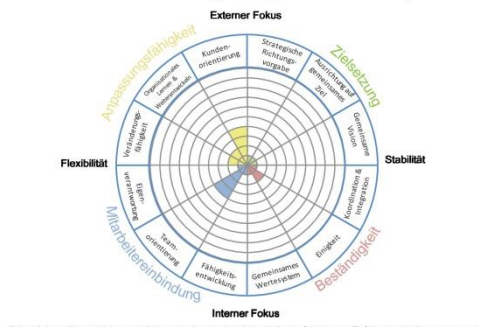 Externer Fokus
Anpassungsfähigkeit
Zielsetzung
Kunden-
orientierung
Strategische
Richtungs-
vorgabe
Ausrichtung auf
gemeinsames
Ziel
Organisationales
Lernen &
Weiterentwickeln
Veränderungs-
fähigkeit
Gemeinsame
Vision
Flexibilität
Stabilität
Eigen-
verantwortung
Koordination &
Integration
Team-
orientierung
Einigkeit
Fähigkeits-
entwicklung
Gemeinsames
Wertesystem
Mitarbeitereinbindung
Beständigkeit
Interner Fokus